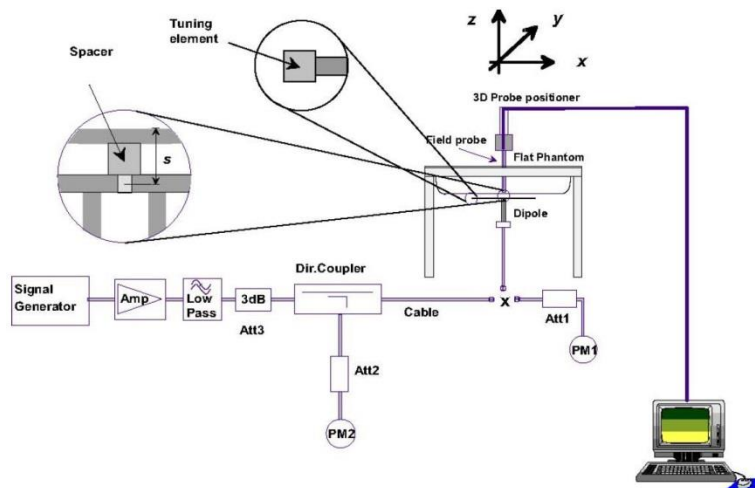 Tuning
element
Spacer
s
z
y
x
3D Probe positioner
Field probe
Flat Phantom
Dipole
Signal
Generator
Amp
Low
Pass
3dB
Att3
Dir.Coupler
Cable
x
Att1
PM1
Att2
PM2